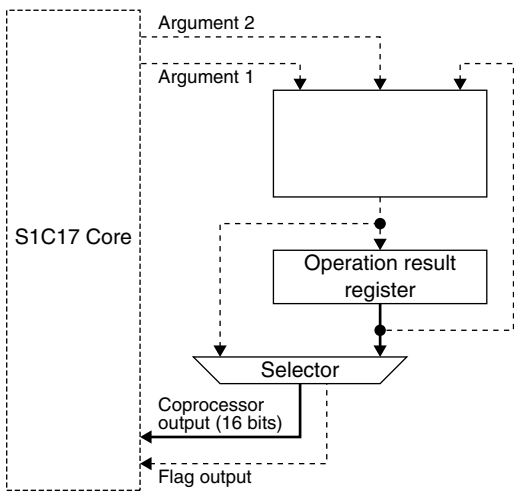 Argument 2
Argument 1
S1C17 Core
Operation result
register
Selector
Coprocessor
output (16 bits)
Flag output